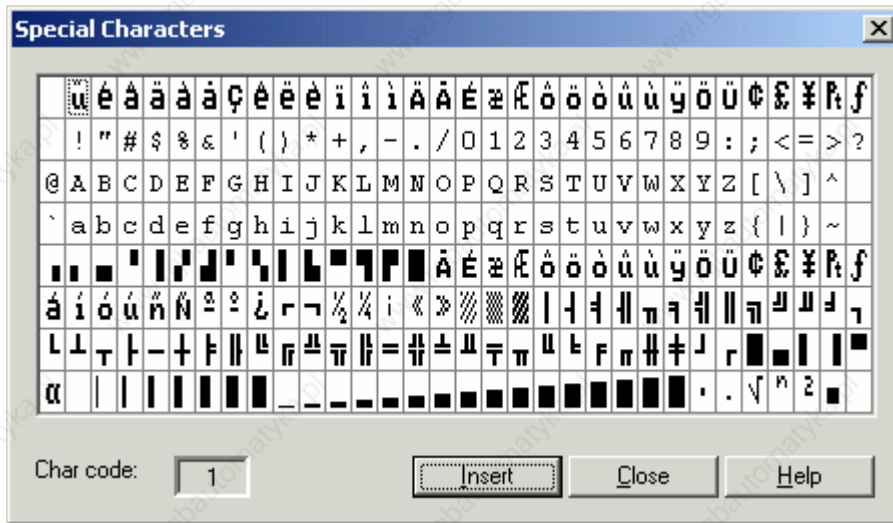 Special Characters
ü é â ä à å ç ê ë è ï î ì Ä Å É æ Æ ô ö ò û ù ÿ Ö Ü ¢ £ ¥ ₧ ƒ
! " # $ % & ' ( ) * + , - . / 0 1 2 3 4 5 6 7 8 9 : ; < = > ?
@ A B C D E F G H I J K L M N O P Q R S T U V W X Y Z [ \ ] ^
` a b c d e f g h i j k l m n o p q r s t u v w x y z { | } ~
Å É æ Æ ô ö ò û ù ÿ Ö Ü ¢ £ ¥ ₧ ƒ
á í ó ú ñ Ñ ª º ¿ ⌐ ¬ ½ ¼ ¡ « » ░ ▒ ▓ │ ┤ ╡ ╢ ╖ ╕ ╣ ║ ╗ ╝ ╜ ╛ ┐
└ ┴ ┬ ├ ─ ┼ ╞ ╟ ╚ ╔ ╩ ╦ ╠ ═ ╬ ╧ ╨ ╤ ╥ ╙ ╘ ╒ ╓ ╫ ╪ ┘ ┌ █ ▄ ▌ ▐ ▀
α · . √ ⁿ ² ■
Char code: 1 Insert Close Help